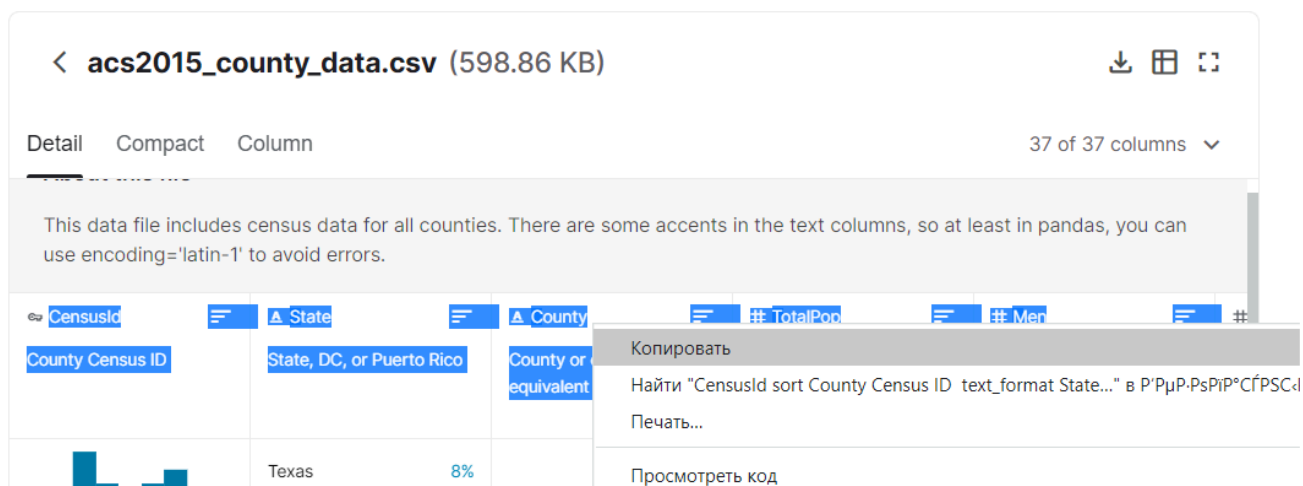 acs2015_county_data.csv (598.86 KB)
Detail Compact Column 37 of 37 columns
About this file
This data file includes census data for all counties. There are some accents in the text columns, so at least in pandas, you can
use encoding='latin-1' to avoid errors.
CensusId State County # TotalPop # Men #
County Census ID State, DC, or Puerto Rico County or
equivalent
Копировать
Найти "CensusId sort County Census ID text_format State..." в
Печать...
Просмотреть код
Texas 8%